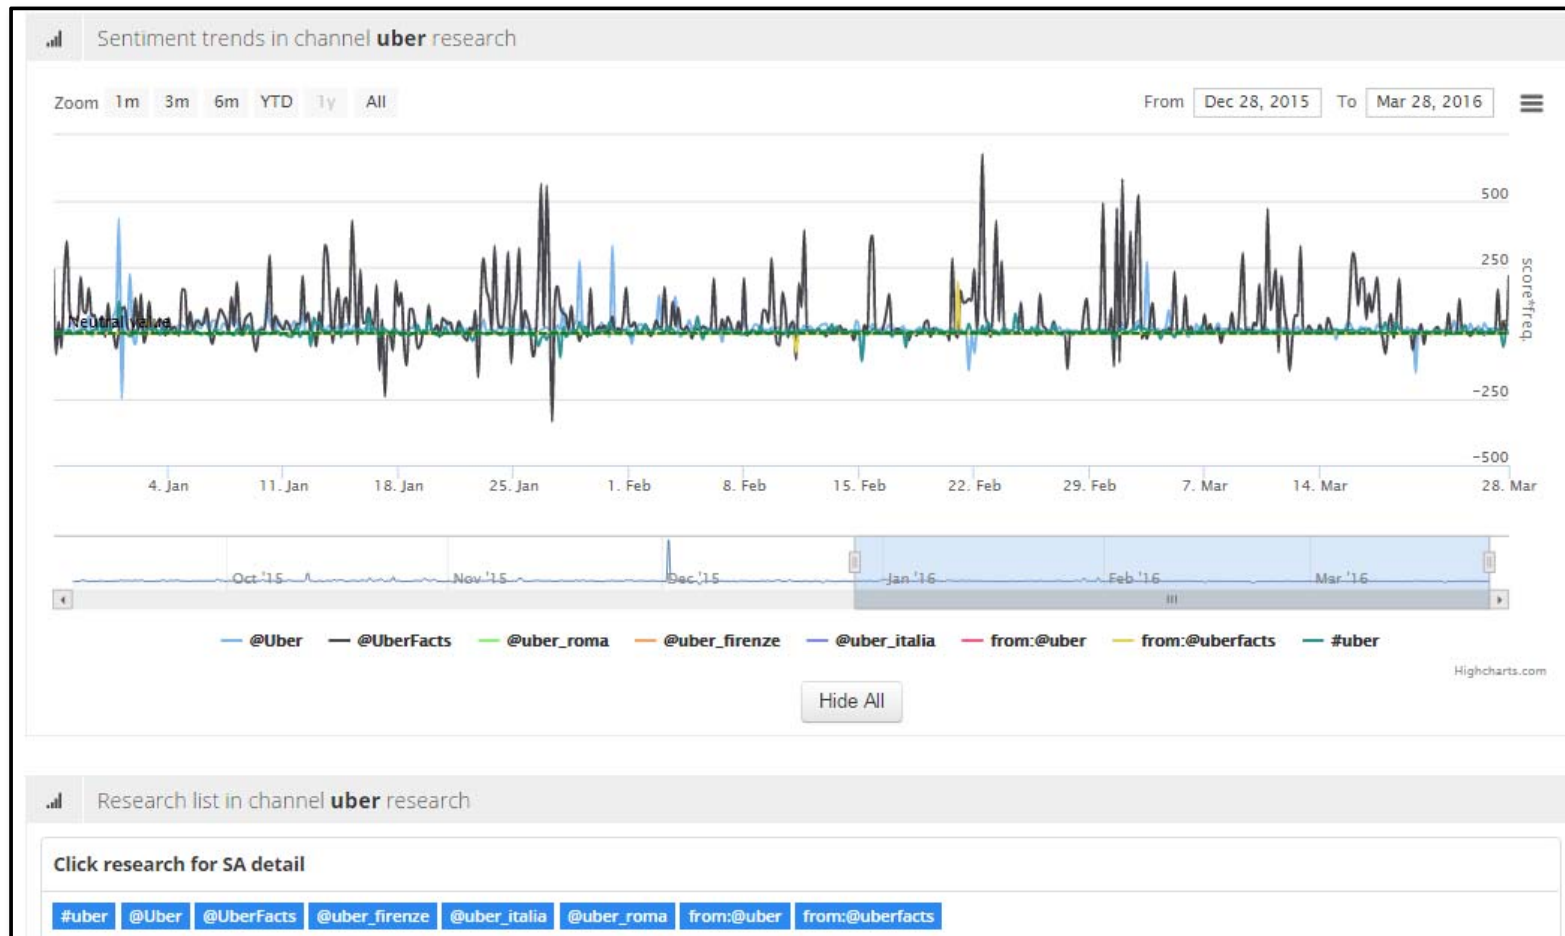 Sentiment trends in channel uber research
Zoom 1m 3m 6m YTD 1y All From Dec 28, 2015 To Mar 28, 2016
500
250
Neutral value
-250
-500
score*freq.
4. Jan 11. Jan 18. Jan 25. Jan 1. Feb 8. Feb 15. Feb 22. Feb 29. Feb 7. Mar 14. Mar 28. Mar
Oct '15 Nov '15 Dec '15 Jan '16 Feb '16 Mar '16
@Uber @UberFacts @uber_roma @uber_firenze @uber_italia from:@uber from:@uberfacts #uber
Highcharts.com
Hide All
Research list in channel uber research
Click research for SA detail
#uber @Uber @UberFacts @uber_firenze @uber_italia @uber_roma from:@uber from:@uberfacts